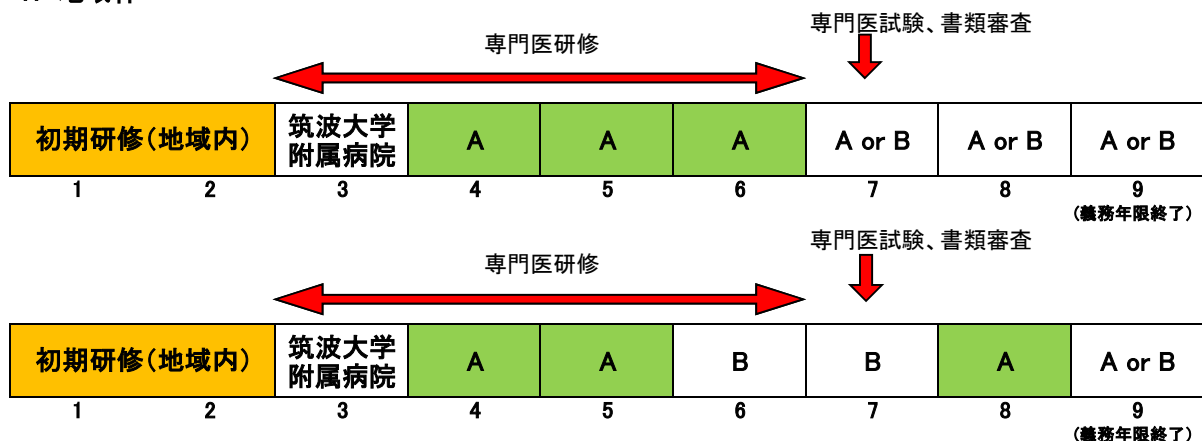 専門医試験、書類審査
専門医研修
初期研修(地域内)
筑波大学
附属病院
A
A
A
A or B
A or B
A or B
1
2
3
4
5
6
7
8
9
(義務年限終了)
専門医試験、書類審査
専門医研修
初期研修(地域内)
筑波大学
附属病院
A
A
B
B
A
A or B
1
2
3
4
5
6
7
8
9
(義務年限終了)